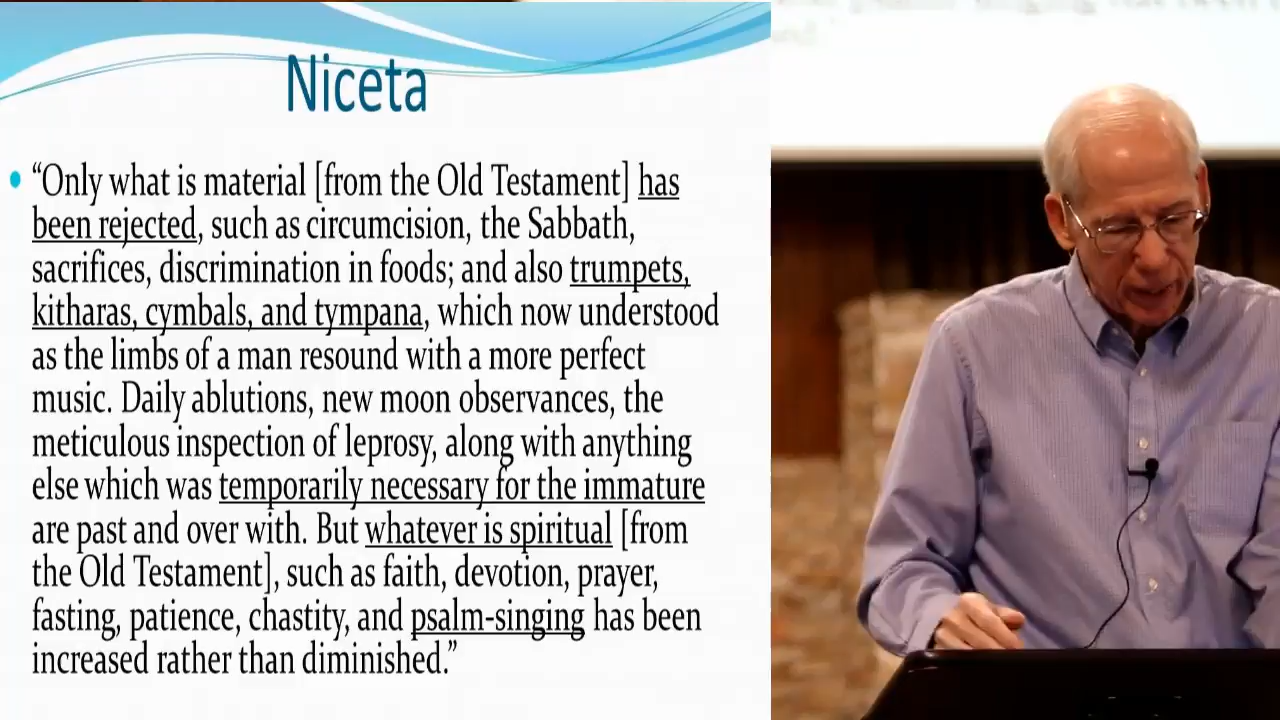 Niceta
“Only what is material [from the Old Testament] has
been rejected, such as circumcision, the Sabbath,
sacrifices, discrimination in foods; and also trumpets,
kitharas, cymbals, and tympana, which now understood
as the limbs of a man resound with a more perfect
music. Daily ablutions, new moon observances, the
meticulous inspection of leprosy, along with anything
else which was temporarily necessary for the immature
are past and over with. But whatever is spiritual [from
the Old Testament], such as faith, devotion, prayer,
fasting, patience, chastity, and psalm-singing has been
increased rather than diminished.”